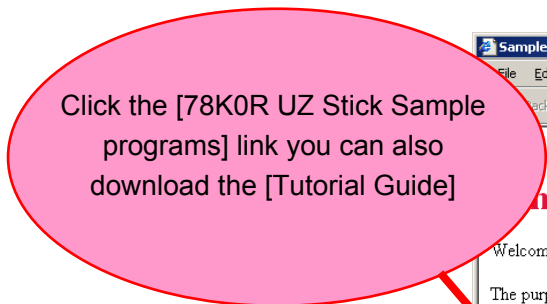 Sample
File Ed
Click the [78K0R UZ Stick Sample
programs] link you can also
download the [Tutorial Guide]
Welcom
The purp